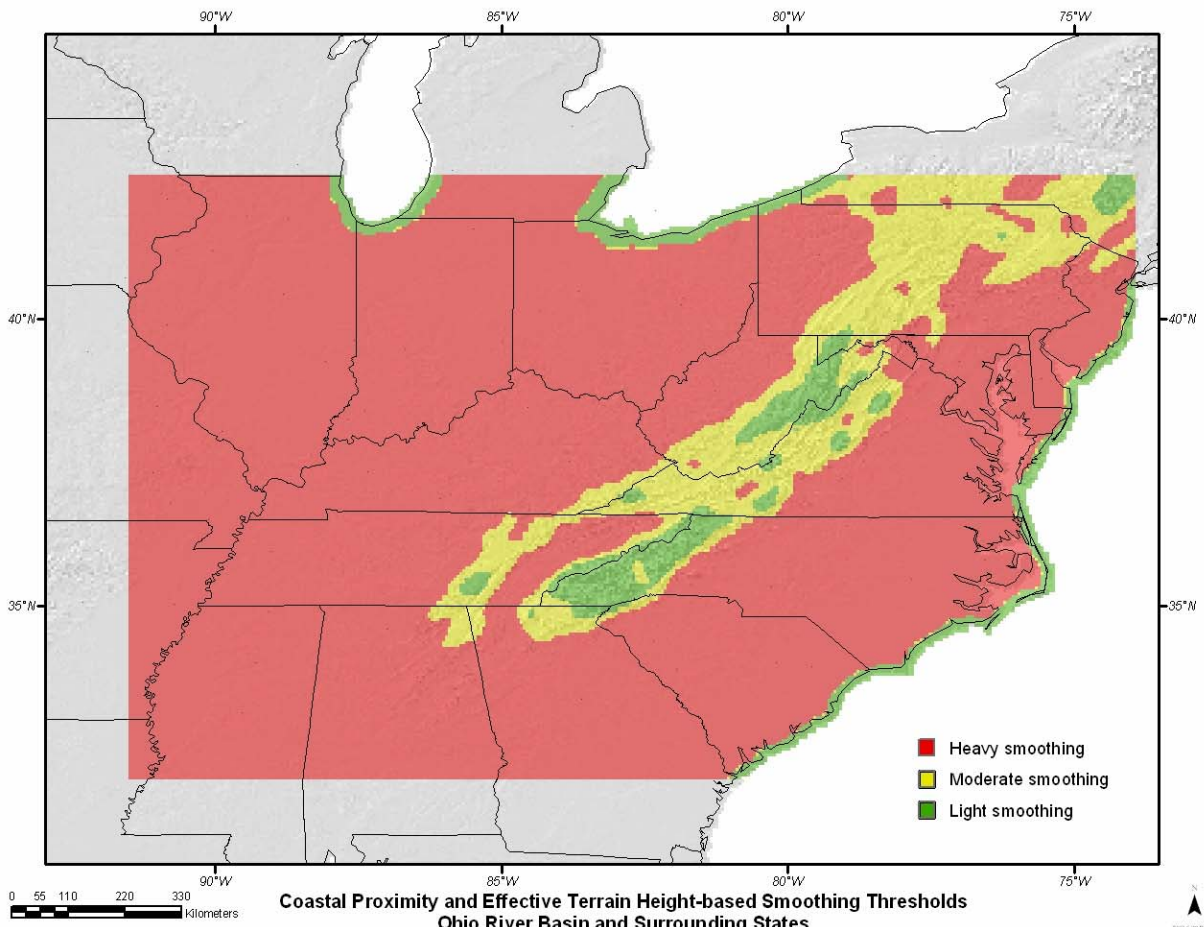 90°W 85°W 80°W 75°W
40°N 40°N
35°N 35°N
Heavy smoothing
Moderate smoothing
Light smoothing
90°W 85°W 80°W 75°W
0 55 110 220 330
Kilometers
Coastal Proximity and Effective Terrain Height-based Smoothing Thresholds
Ohio River Basin and Surrounding States
N